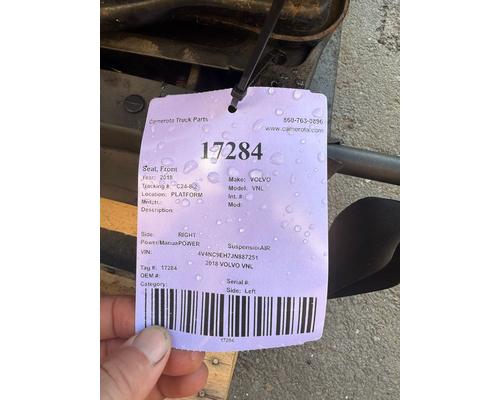 Camerota Truck Parts 860-763-0896
www.camerota.com
17284
Seat, Front
Year: 2018 Make: VOLVO
Tracking #: C24-B-2 Model: VNL
Location: PLATFORM Int. #:
Mod:
Description:
Side: RIGHT
Power/Manual POWER Suspension AIR
VIN: 4V4NC9EH7JN887251
2018 VOLVO VNL
Tag #: 17284
OEM #: Serial #:
Category: Side: Left
17284